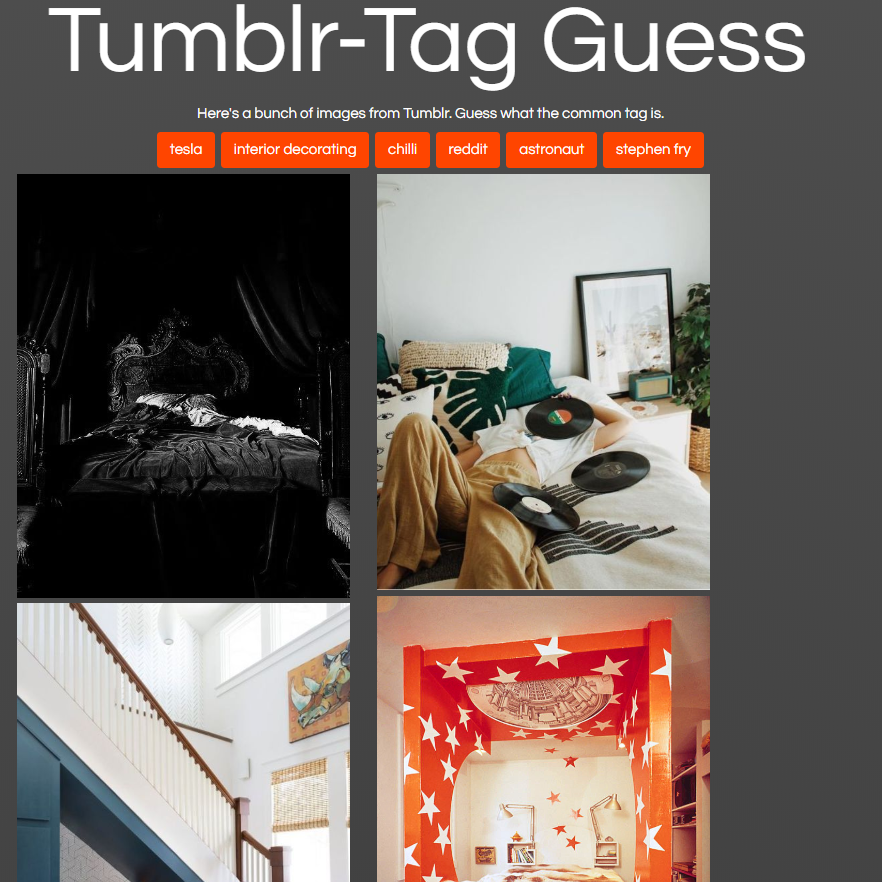 Tumblr-Tag Guess
Here's a bunch of images from Tumblr. Guess what the common tag is.
tesla interior decorating chilli reddit astronaut stephen fry